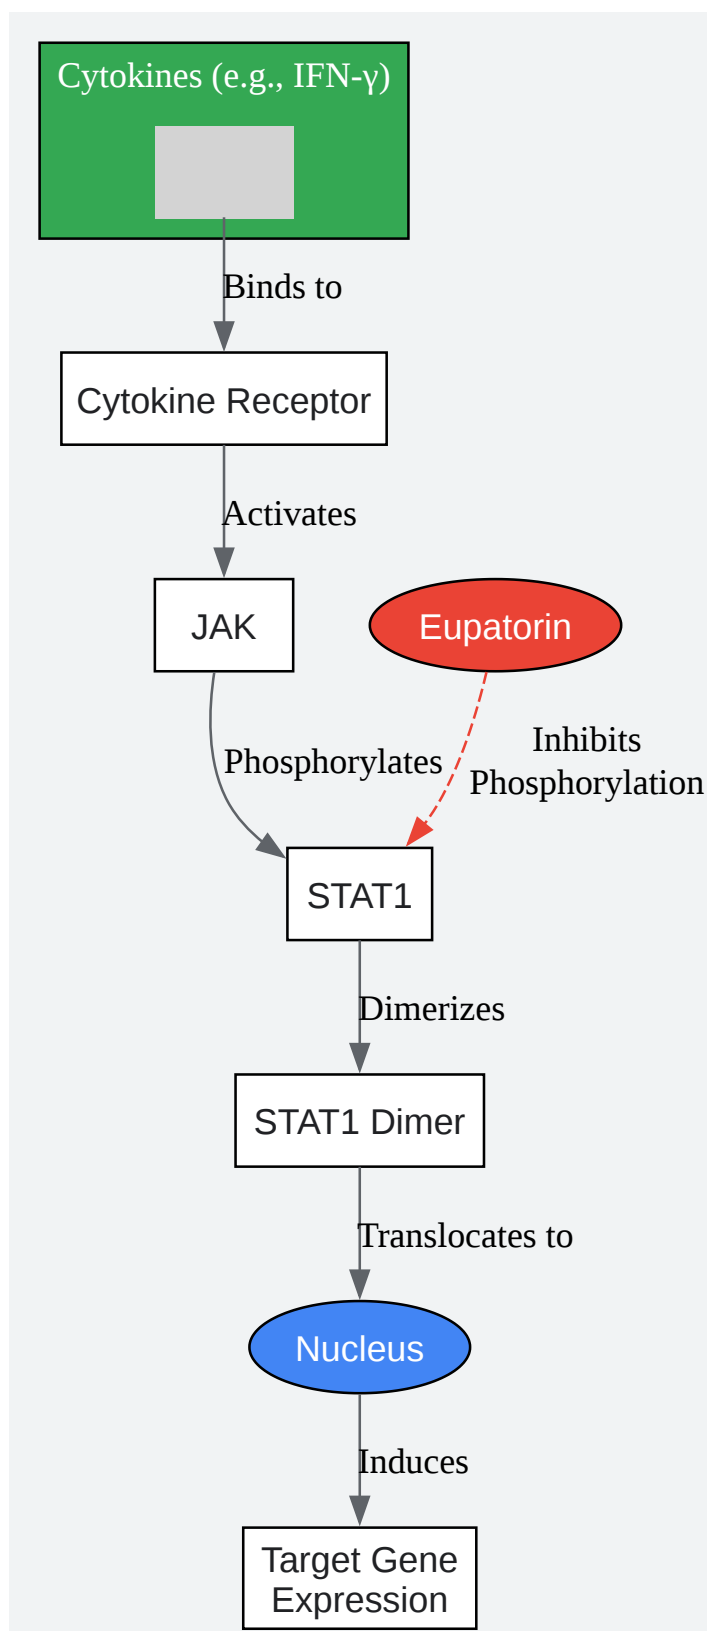 Cytokines (e.g., IFN-γ)
Binds to
Cytokine Receptor
Activates
JAK
Eupatorin
Phosphorylates
Inhibits
Phosphorylation
STAT1
Dimerizes
STAT1 Dimer
Translocates to
Nucleus
Induces
Target Gene
Expression